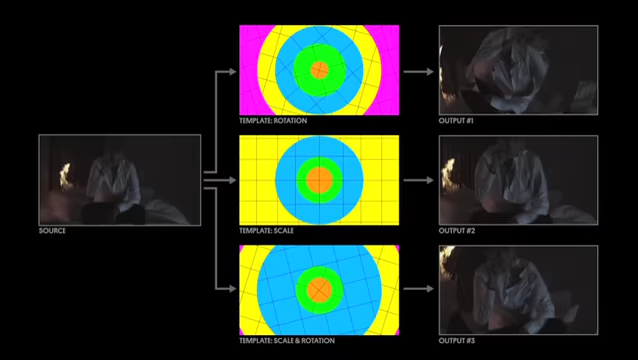 TEMPLATE: ROTATION
OUTPUT #1
SOURCE
TEMPLATE: SCALE
OUTPUT #2
TEMPLATE: SCALE & ROTATION
OUTPUT #3